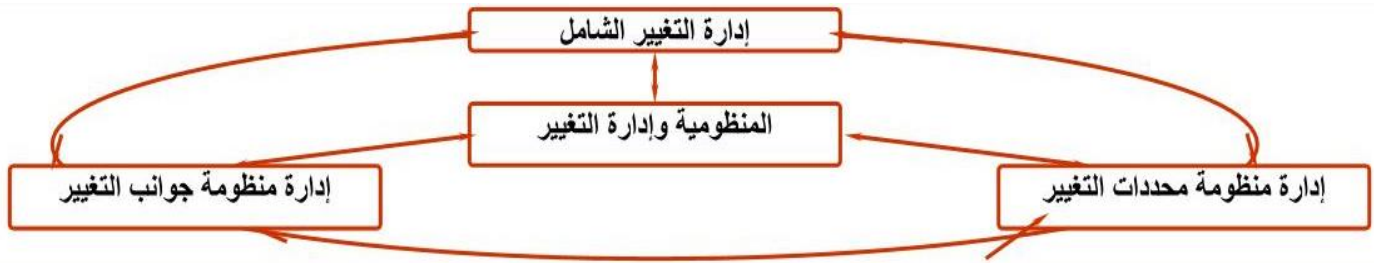 إدارة التغيير الشامل
المنظومية وإدارة التغيير
إدارة منظومة محددات التغيير
إدارة منظومة جوانب التغيير